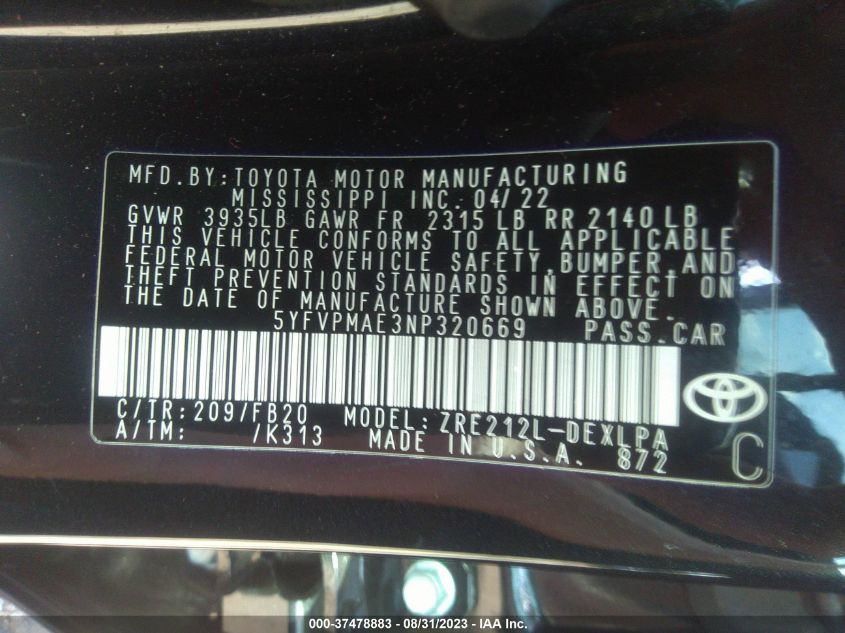 MFD.BY:TOYOTA MOTOR MANUFACTURING
MISSISSIPPI INC. 04/22
GVWR 3935LB GAWR FR 2315 LB RR 2140 LB
THIS VEHICLE CONFORMS TO ALL APPLICABLE
FEDERAL MOTOR VEHICLE SAFETY,BUMPER,AND
THEFT PREVENTION STANDARDS IN EFFECT ON
THE DATE OF MANUFACTURE SHOWN ABOVE.
5YFVPMAE3NP320669 PASS.CAR
C/TR:209/FB20 MODEL:ZRE212L-DEXLPA
A/TM: /K313 MADE IN U.S.A. 872
C
000-37478883 - 08/31/2023 - IAA Inc.